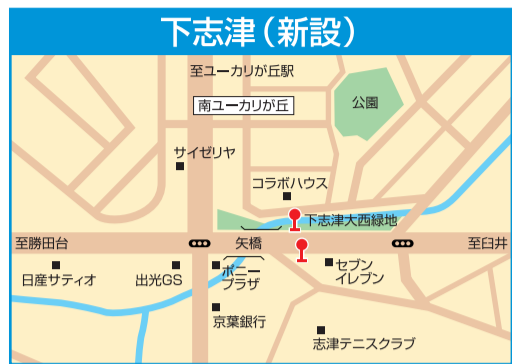 下志津（新設）
至ユーカリが丘駅
南ユーカリが丘
公園
サイゼリヤ
コラボハウス
下志津大西緑地
至勝田台
矢橋
至臼井
日産サティオ
出光GS
ポニー
プラザ
セブン
イレブン
京葉銀行
志津テニスクラブ